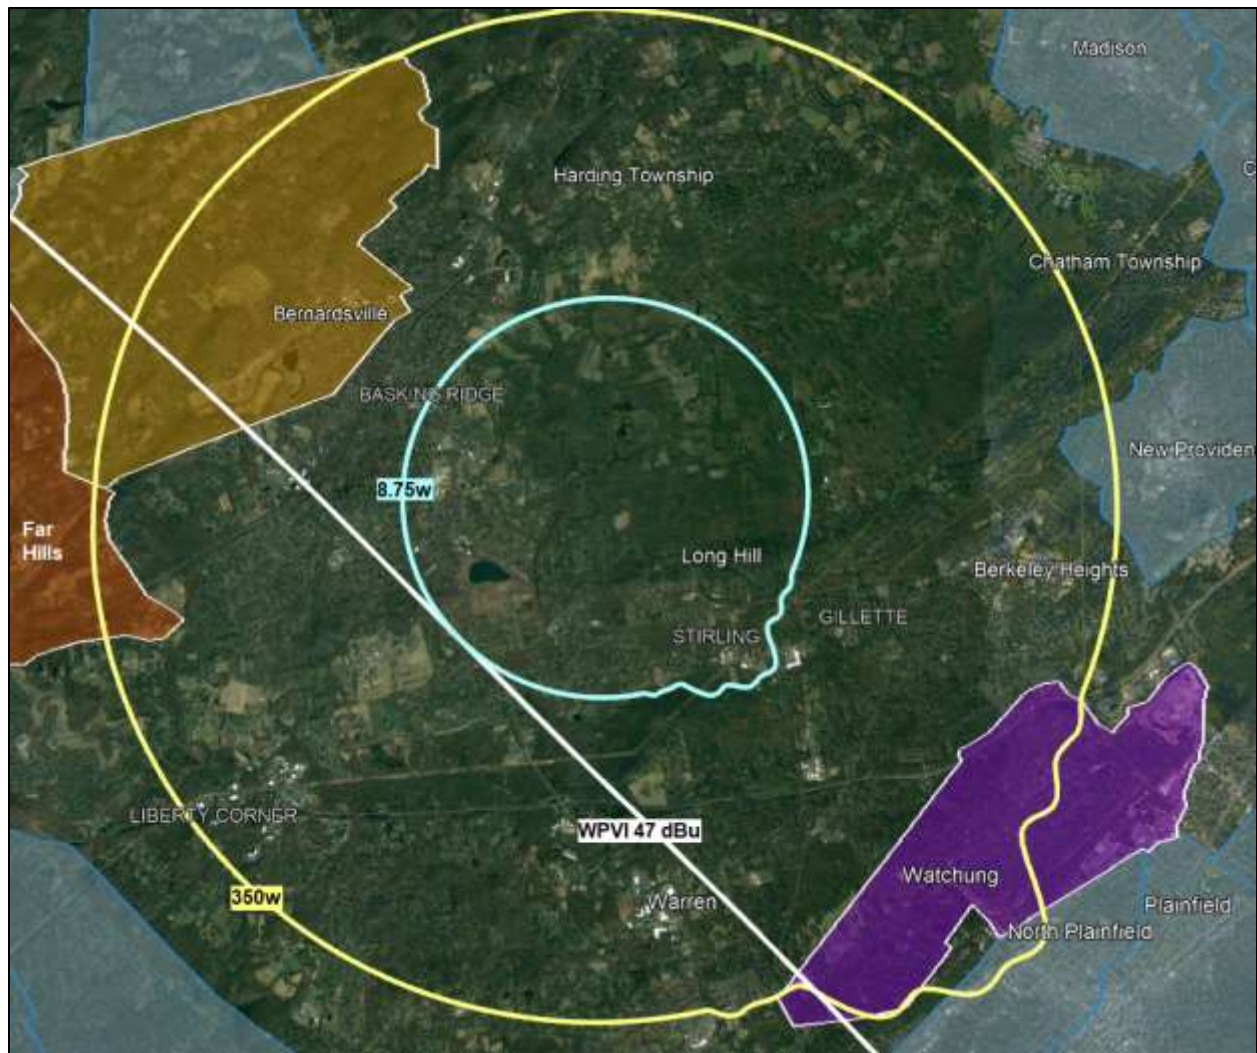 Madison
C
Harding Township
Chatham Township
Bernardsville
BASKING RIDGE
New Providen
8.75w
Far
Hills
Long Hill
Berkeley Heights
GILLETTE
STIRLING
LIBERTY CORNER
WPVI 47 dBu
Watchung
350w
Warren
Plainfield
North Plainfield